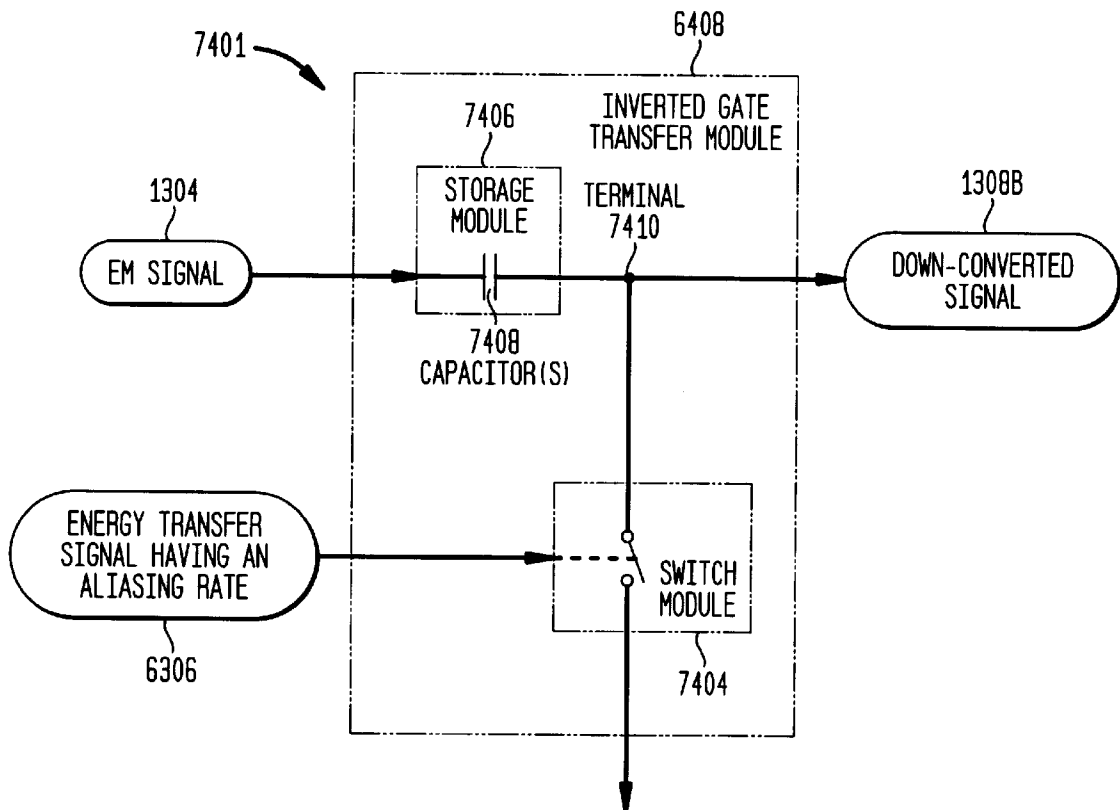 7401
6408
INVERTED GATE
TRANSFER MODULE
7406
STORAGE
MODULE
TERMINAL
7410
1304
EM SIGNAL
1308B
DOWN-CONVERTED
SIGNAL
7408
CAPACITOR(S)
ENERGY TRANSFER
SIGNAL HAVING AN
ALIASING RATE
6306
SWITCH
MODULE
7404